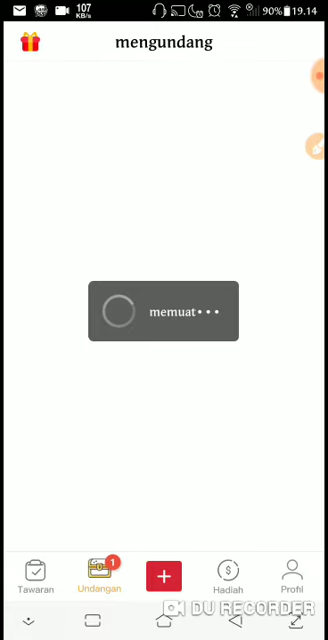 107
KB/s
90%
19.14
mengundang
memuat•••
1
Tawaran
Undangan
Hadiah
Profil
DU RECORDER